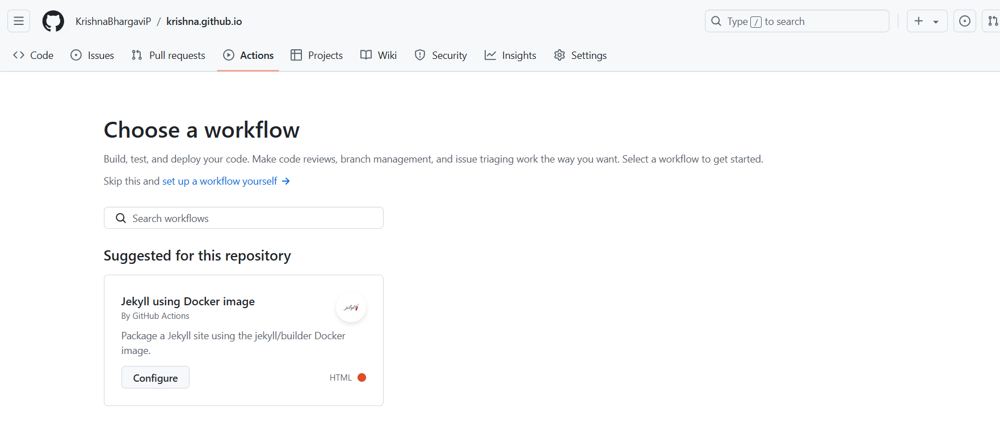 KrishnaBhargaviP / krishna.github.io
Type / to search
Code Issues Pull requests Actions Projects Wiki Security Insights Settings
Choose a workflow
Build, test, and deploy your code. Make code reviews, branch management, and issue triaging work the way you want. Select a workflow to get started.
Skip this and set up a workflow yourself →
Search workflows
Suggested for this repository
Jekyll using Docker image
By GitHub Actions
jekyll
Package a Jekyll site using the jekyll/builder Docker
image.
Configure
HTML